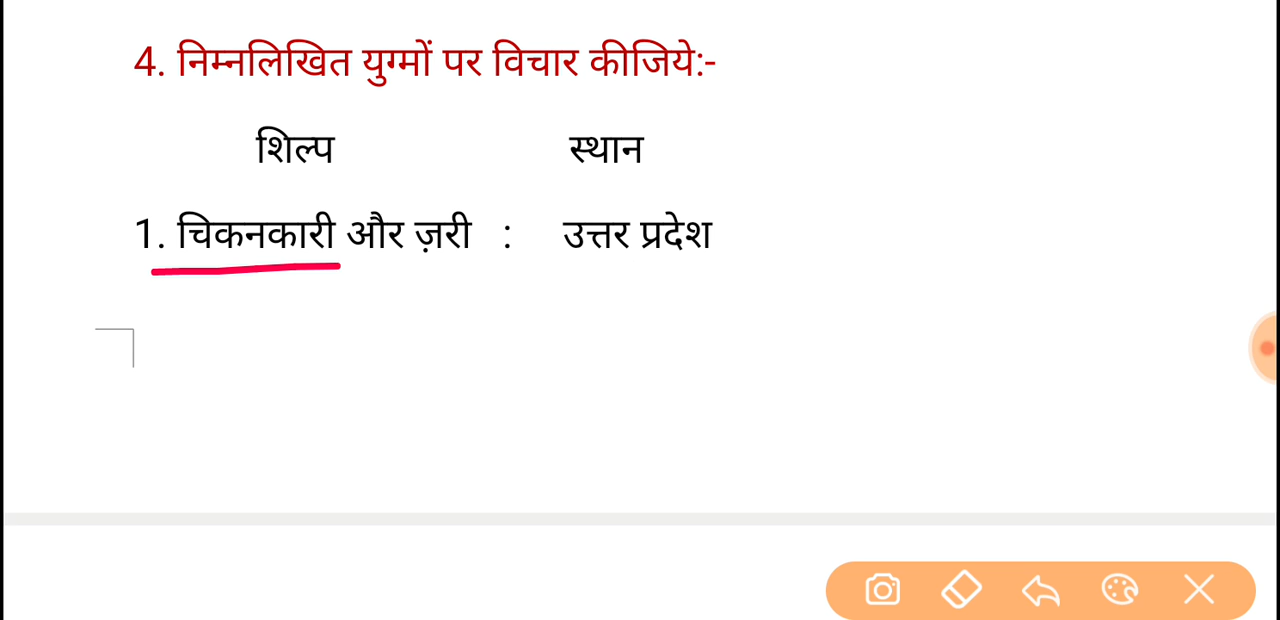 4. निम्नलिखित युग्मों पर विचार कीजिये:-
शिल्प स्थान
1. चिकनकारी और ज़री : उत्तर प्रदेश